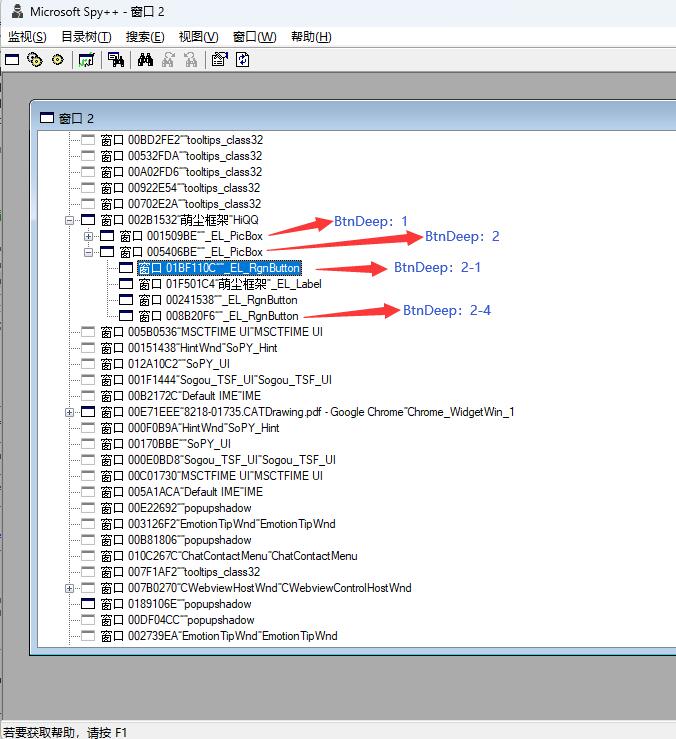 Microsoft Spy++ - 窗口 2
监视(S) 目录树(T) 搜索(E) 视图(V) 窗口(W) 帮助(H)
窗口 2
窗口 00BD2FE2""tooltips_class32
窗口 00532FDA""tooltips_class32
窗口 00A02FD6""tooltips_class32
窗口 00922E54""tooltips_class32
窗口 00702E2A""tooltips_class32
窗口 002B1532"萌尘框架"HiQQ
BtnDeep: 1
窗口 001509BE""_EL_PicBox
BtnDeep: 2
窗口 005406BE""_EL_PicBox
窗口 01BF110C""_EL_RgnButton
BtnDeep: 2-1
窗口 01F501C4"萌尘框架"_EL_Label
窗口 00241538""_EL_RgnButton
窗口 008B20F6""_EL_RgnButton
BtnDeep: 2-4
窗口 005B0536"MSCTFIME UI"MSCTFIME UI
窗口 00151438"HintWnd"SoPY_Hint
窗口 012A10C2""SoPY_UI
窗口 001F1444"Sogou_TSF_UI"Sogou_TSF_UI
窗口 00B2172C"Default IME"IME
窗口 00E71EEE"8218-01735.CATDrawing.pdf - Google Chrome"Chrome_WidgetWin_1
窗口 000F0B9A"HintWnd"SoPY_Hint
窗口 00170BBE""SoPY_UI
窗口 000E0BD8"Sogou_TSF_UI"Sogou_TSF_UI
窗口 00C01730"MSCTFIME UI"MSCTFIME UI
窗口 005A1ACA"Default IME"IME
窗口 00E22692""popupshadow
窗口 003126F2"EmotionTipWnd"EmotionTipWnd
窗口 00B81806""popupshadow
窗口 010C267C"ChatContactMenu"ChatContactMenu
窗口 007F1AF2""tooltips_class32
窗口 007B0270"CWebviewHostWnd"CWebviewControlHostWnd
窗口 0189106E""popupshadow
窗口 00DF04CC""popupshadow
窗口 002739EA"EmotionTipWnd"EmotionTipWnd
若要获取帮助，请按 F1